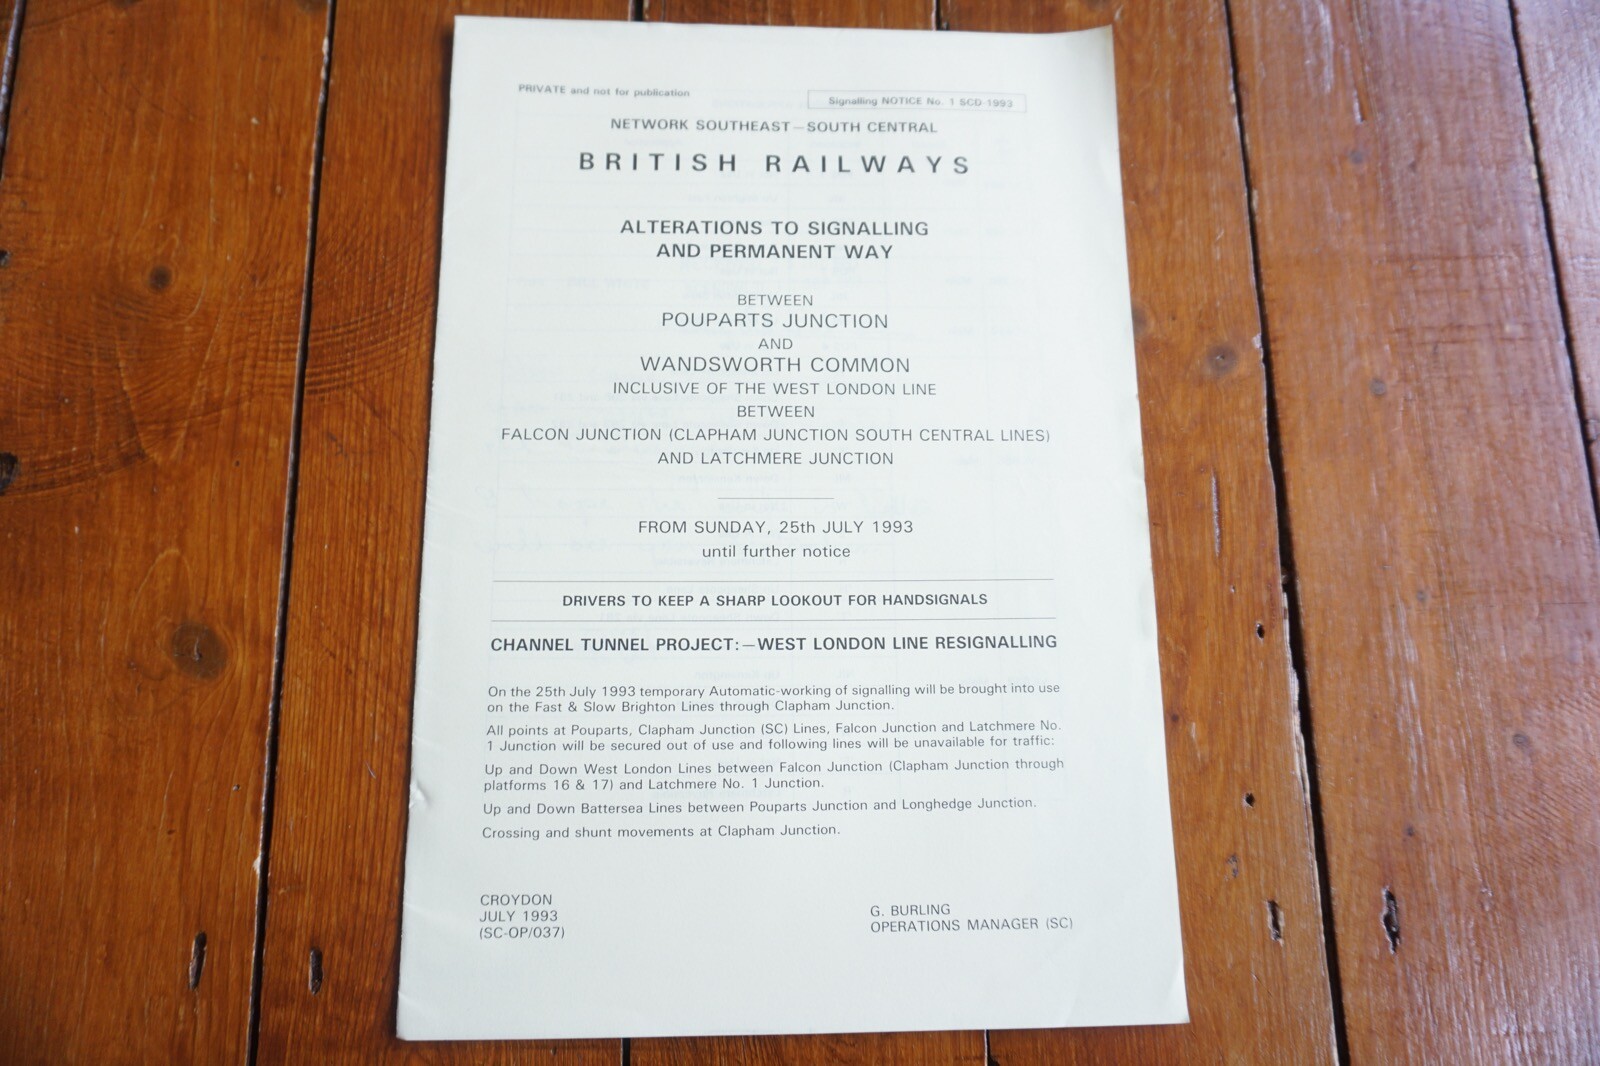 PRIVATE and not for publication
Signalling NOTICE No. 1 SCD-1993
NETWORK SOUTHEAST—SOUTH CENTRAL
BRITISH RAILWAYS
ALTERATIONS TO SIGNALLING
AND PERMANENT WAY
BETWEEN
POUPARTS JUNCTION
AND
WANDSWORTH COMMON
INCLUSIVE OF THE WEST LONDON LINE
BETWEEN
FALCON JUNCTION (CLAPHAM JUNCTION SOUTH CENTRAL LINES)
AND LATCHMERE JUNCTION
FROM SUNDAY, 25th JULY 1993
until further notice
DRIVERS TO KEEP A SHARP LOOKOUT FOR HANDSIGNALS
CHANNEL TUNNEL PROJECT:—WEST LONDON LINE RESIGNALLING
On the 25th July 1993 temporary Automatic-working of signalling will be brought into use
on the Fast & Slow Brighton Lines through Clapham Junction.
All points at Pouparts, Clapham Junction (SC) Lines, Falcon Junction and Latchmere No.
1 Junction will be secured out of use and following lines will be unavailable for traffic:
Up and Down West London Lines between Falcon Junction (Clapham Junction through
platforms 16 & 17) and Latchmere No. 1 Junction.
Up and Down Battersea Lines between Pouparts Junction and Longhedge Junction.
Crossing and shunt movements at Clapham Junction.
CROYDON
JULY 1993
(SC-OP/037)
G. BURLING
OPERATIONS MANAGER (SC)